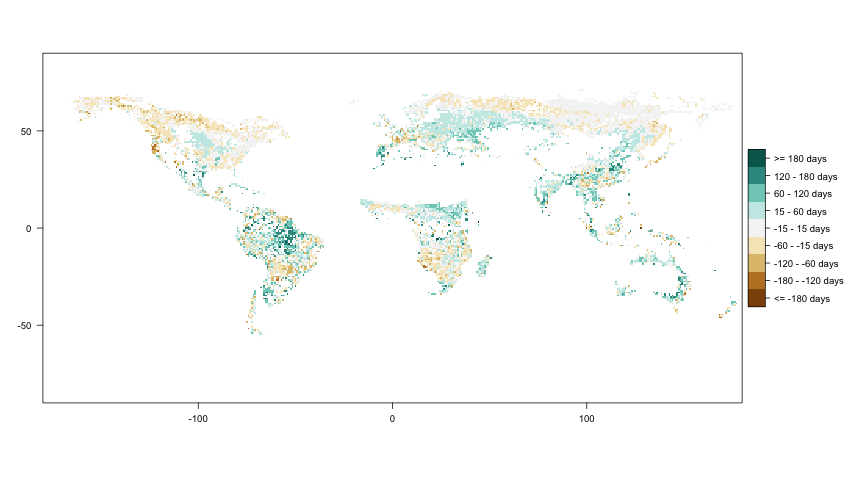 50
0
-50
-100
0
100
>= 180 days
120 - 180 days
60 - 120 days
15 - 60 days
-15 - 15 days
-60 - -15 days
-120 - -60 days
-180 - -120 days
<= -180 days